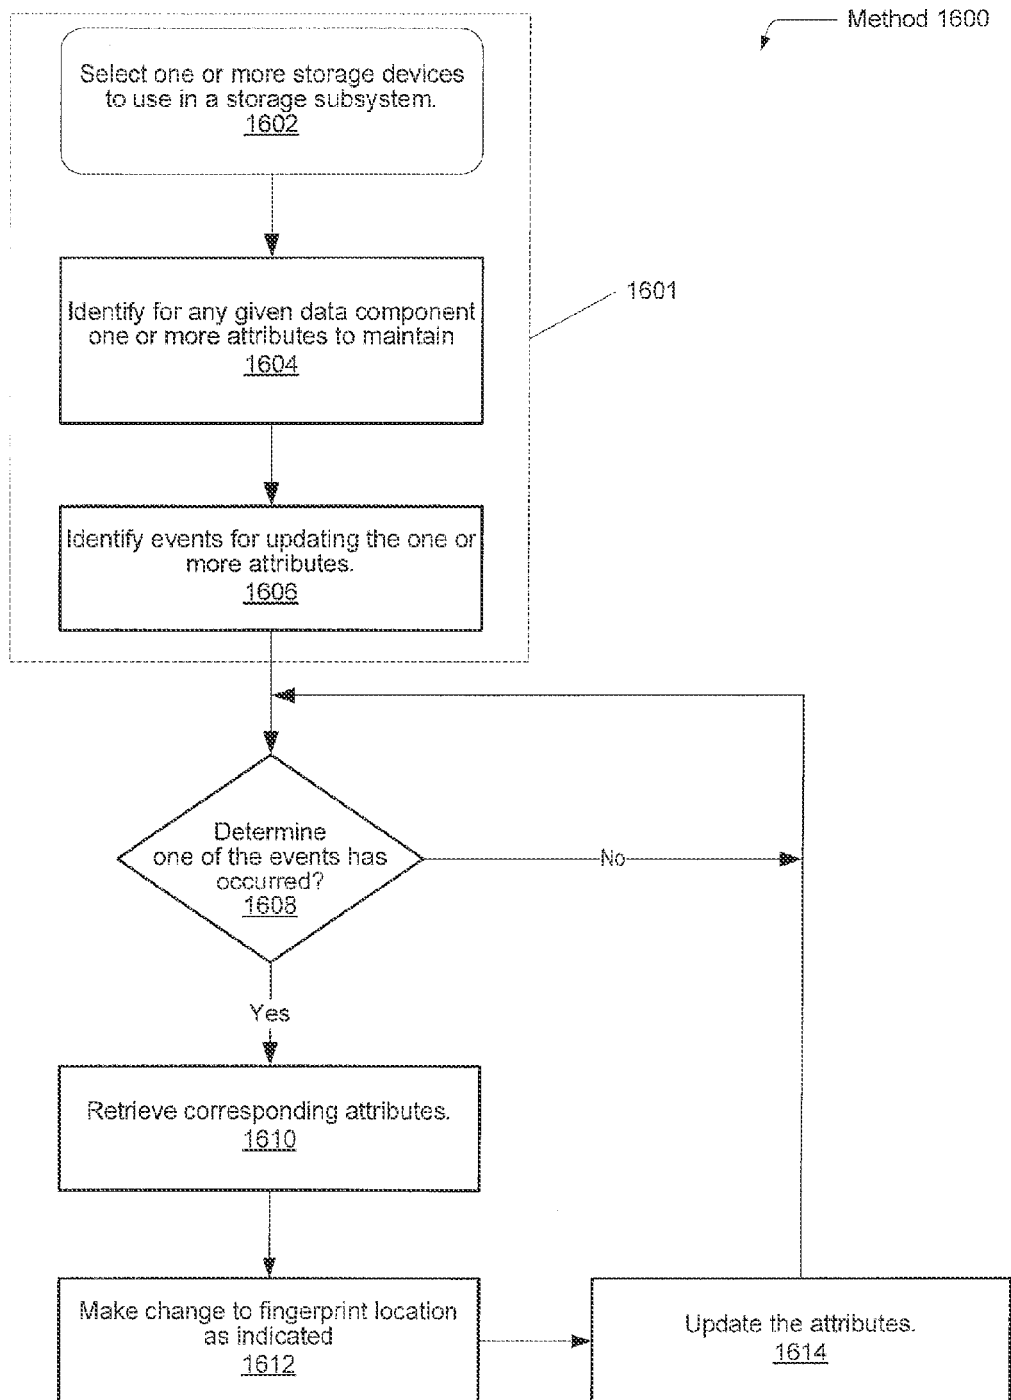 Method 1600
Select one or more storage devices
to use in a storage subsystem.
1602
Identify for any given data component
one or more attributes to maintain
1604
1601
Identify events for updating the one or
more attributes.
1606
Determine
one of the events has
occurred?
1608
No
Yes
Retrieve corresponding attributes.
1610
Make change to fingerprint location
as indicated
1612
Update the attributes.
1614